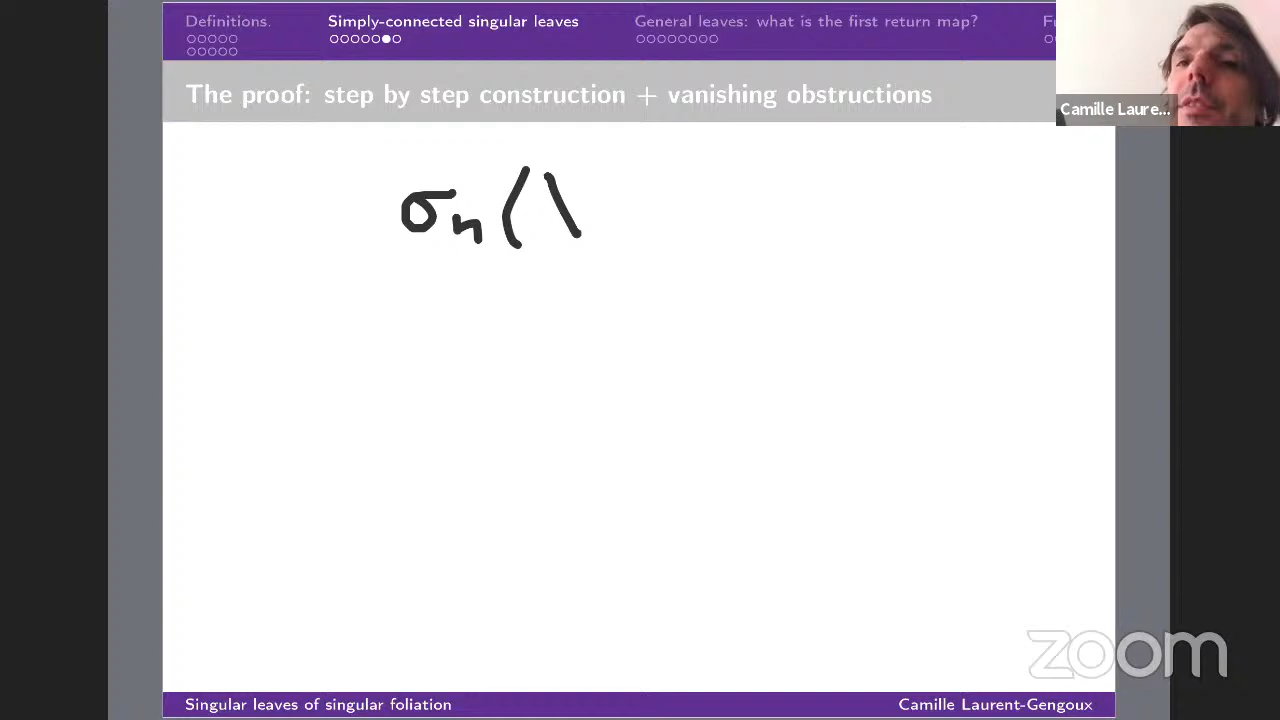 Definitions.
Simply-connected singular leaves
General leaves: what is the first return map?
The proof: step by step construction + vanishing obstructions
Camille Laure...
σn( \
zoom
Singular leaves of singular foliation
Camille Laurent-Gengoux